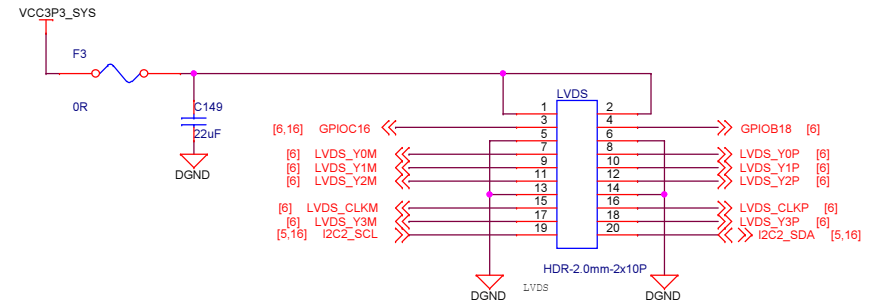 VCC3P3_SYS
F3
0R
C149
22uF
DGND
LVDS
1 2
[6,16] GPIOC16 3 4 GPIOB18 [6]
5 6
[6] LVDS_Y0M 7 8 LVDS_Y0P [6]
[6] LVDS_Y1M 9 10 LVDS_Y1P [6]
[6] LVDS_Y2M 11 12 LVDS_Y2P [6]
13 14
[6] LVDS_CLKM 15 16 LVDS_CLKP [6]
[6] LVDS_Y3M 17 18 LVDS_Y3P [6]
[5,16] I2C2_SCL 19 20 I2C2_SDA [5,16]
HDR-2.0mm-2x10P
LVDS
DGND DGND